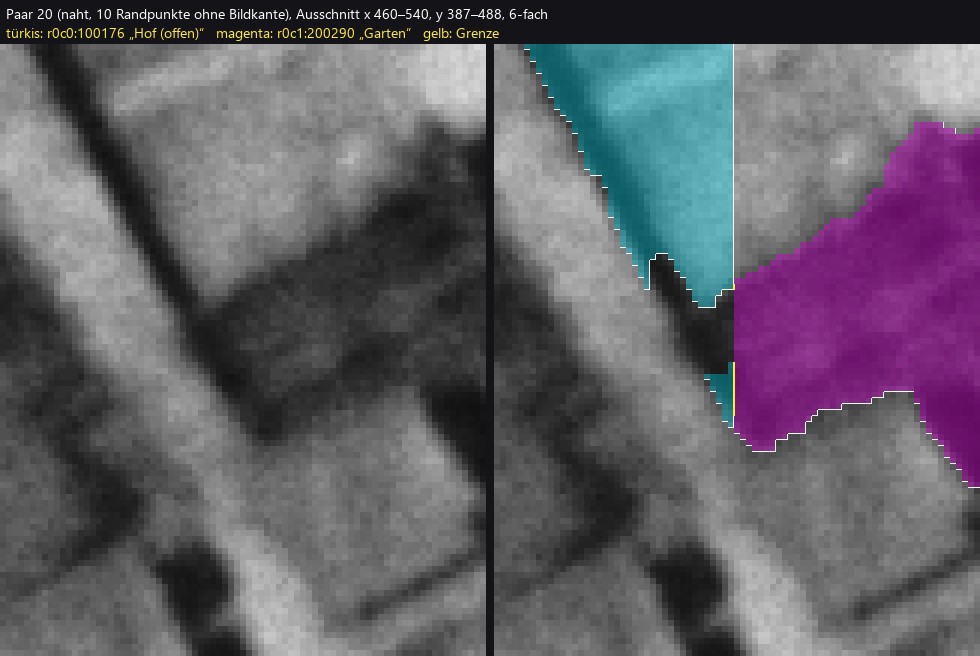 Paar 20 (naht, 10 Randpunkte ohne Bildkante), Ausschnitt x 460–540, y 387–488, 6-fach
türkis: r0c0:100176 „Hof (offen)“   magenta: r0c1:200290 „Garten“   gelb: Grenze